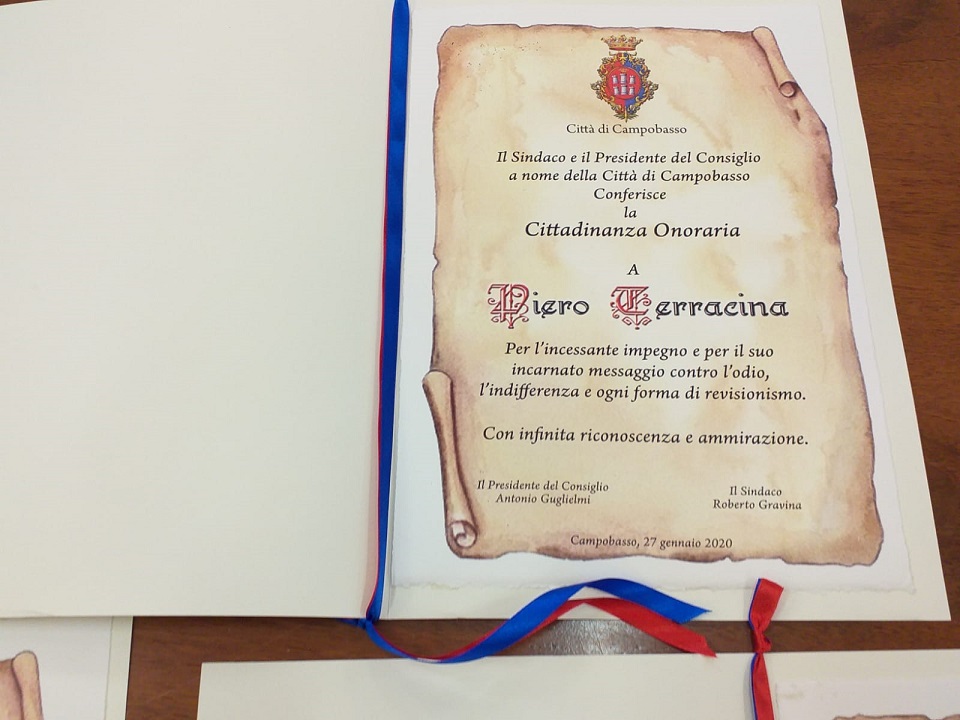 Città di Campobasso
Il Sindaco e il Presidente del Consiglio
a nome della Città di Campobasso
Conferisce
la
Cittadinanza Onoraria
A
Piero Terracina
Per l'incessante impegno e per il suo
incarnato messaggio contro l'odio,
l'indifferenza e ogni forma di revisionismo.
Con infinita riconoscenza e ammirazione.
Il Presidente del Consiglio
Antonio Guglielmi
Il Sindaco
Roberto Gravina
Campobasso, 27 gennaio 2020